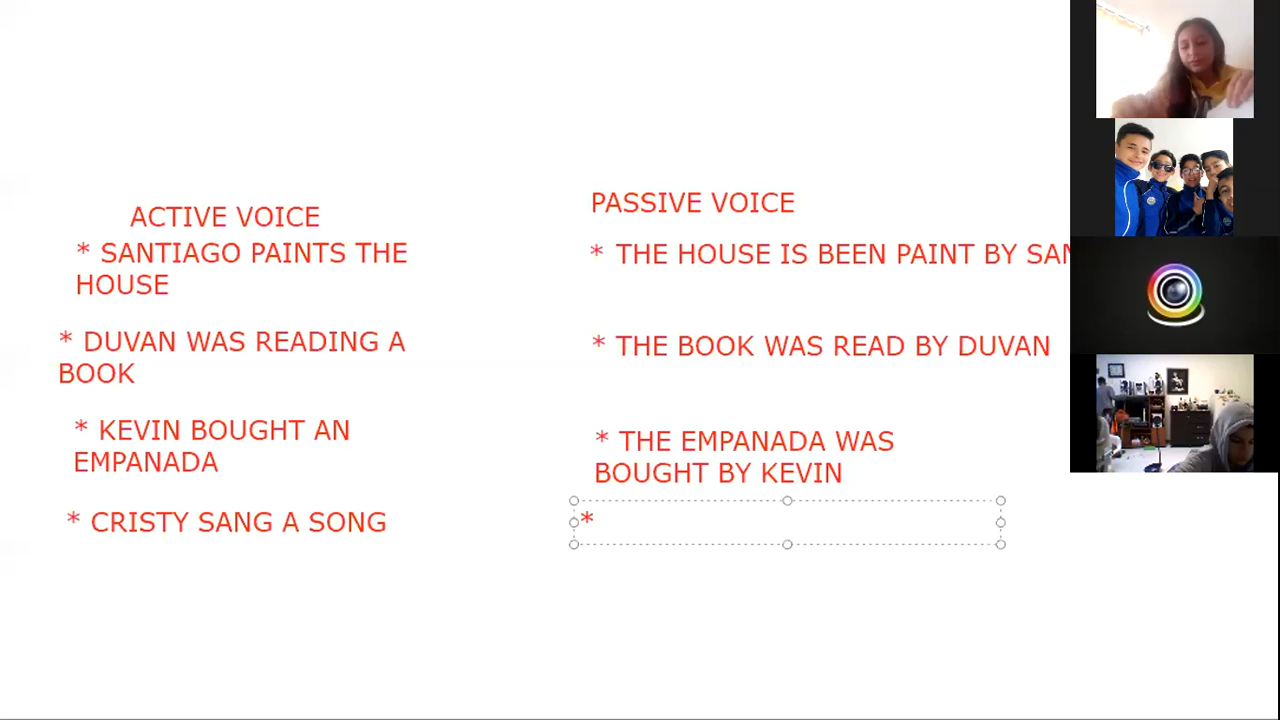 ACTIVE VOICE
* SANTIAGO PAINTS THE
HOUSE
* DUVAN WAS READING A
BOOK
* KEVIN BOUGHT AN
EMPANADA
* CRISTY SANG A SONG
PASSIVE VOICE
* THE HOUSE IS BEEN PAINT BY
* THE BOOK WAS READ BY DUVAN
* THE EMPANADA WAS
BOUGHT BY KEVIN
*